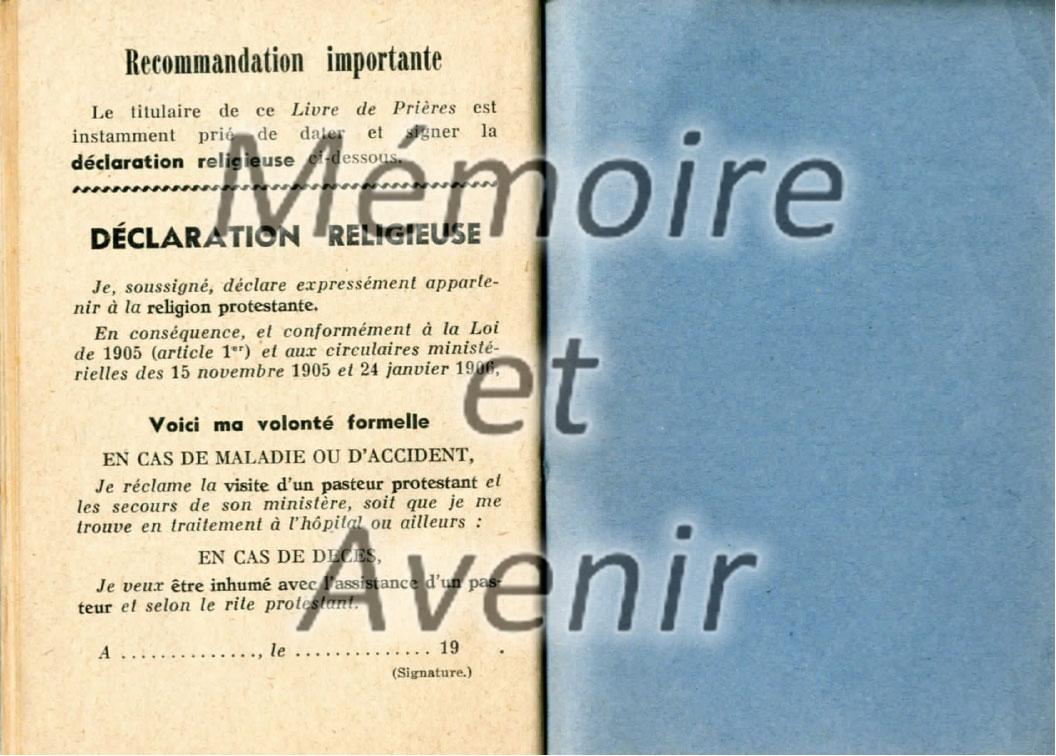 Recommandation importante
Le titulaire de ce Livre de Prières est
instamment prié de dater et signer la
déclaration religieuse ci-dessous.
DÉCLARATION RELIGIEUSE
Je, soussigné, déclare expressément apparte-
nir à la religion protestante.
En conséquence, et conformément à la Loi
de 1905 (article 1er) et aux circulaires ministé-
rielles des 15 novembre 1905 et 24 janvier 1906,
Voici ma volonté formelle
EN CAS DE MALADIE OU D'ACCIDENT,
Je réclame la visite d'un pasteur protestant et
les secours de son ministère, soit que je me
trouve en traitement à l'hôpital ou ailleurs :
EN CAS DE DECES,
Je veux être inhumé avec l'assistance d'un pas-
teur et selon le rite protestant.
A .............., le .............. 19 .
(Signature.)
Mémoire
et
Avenir